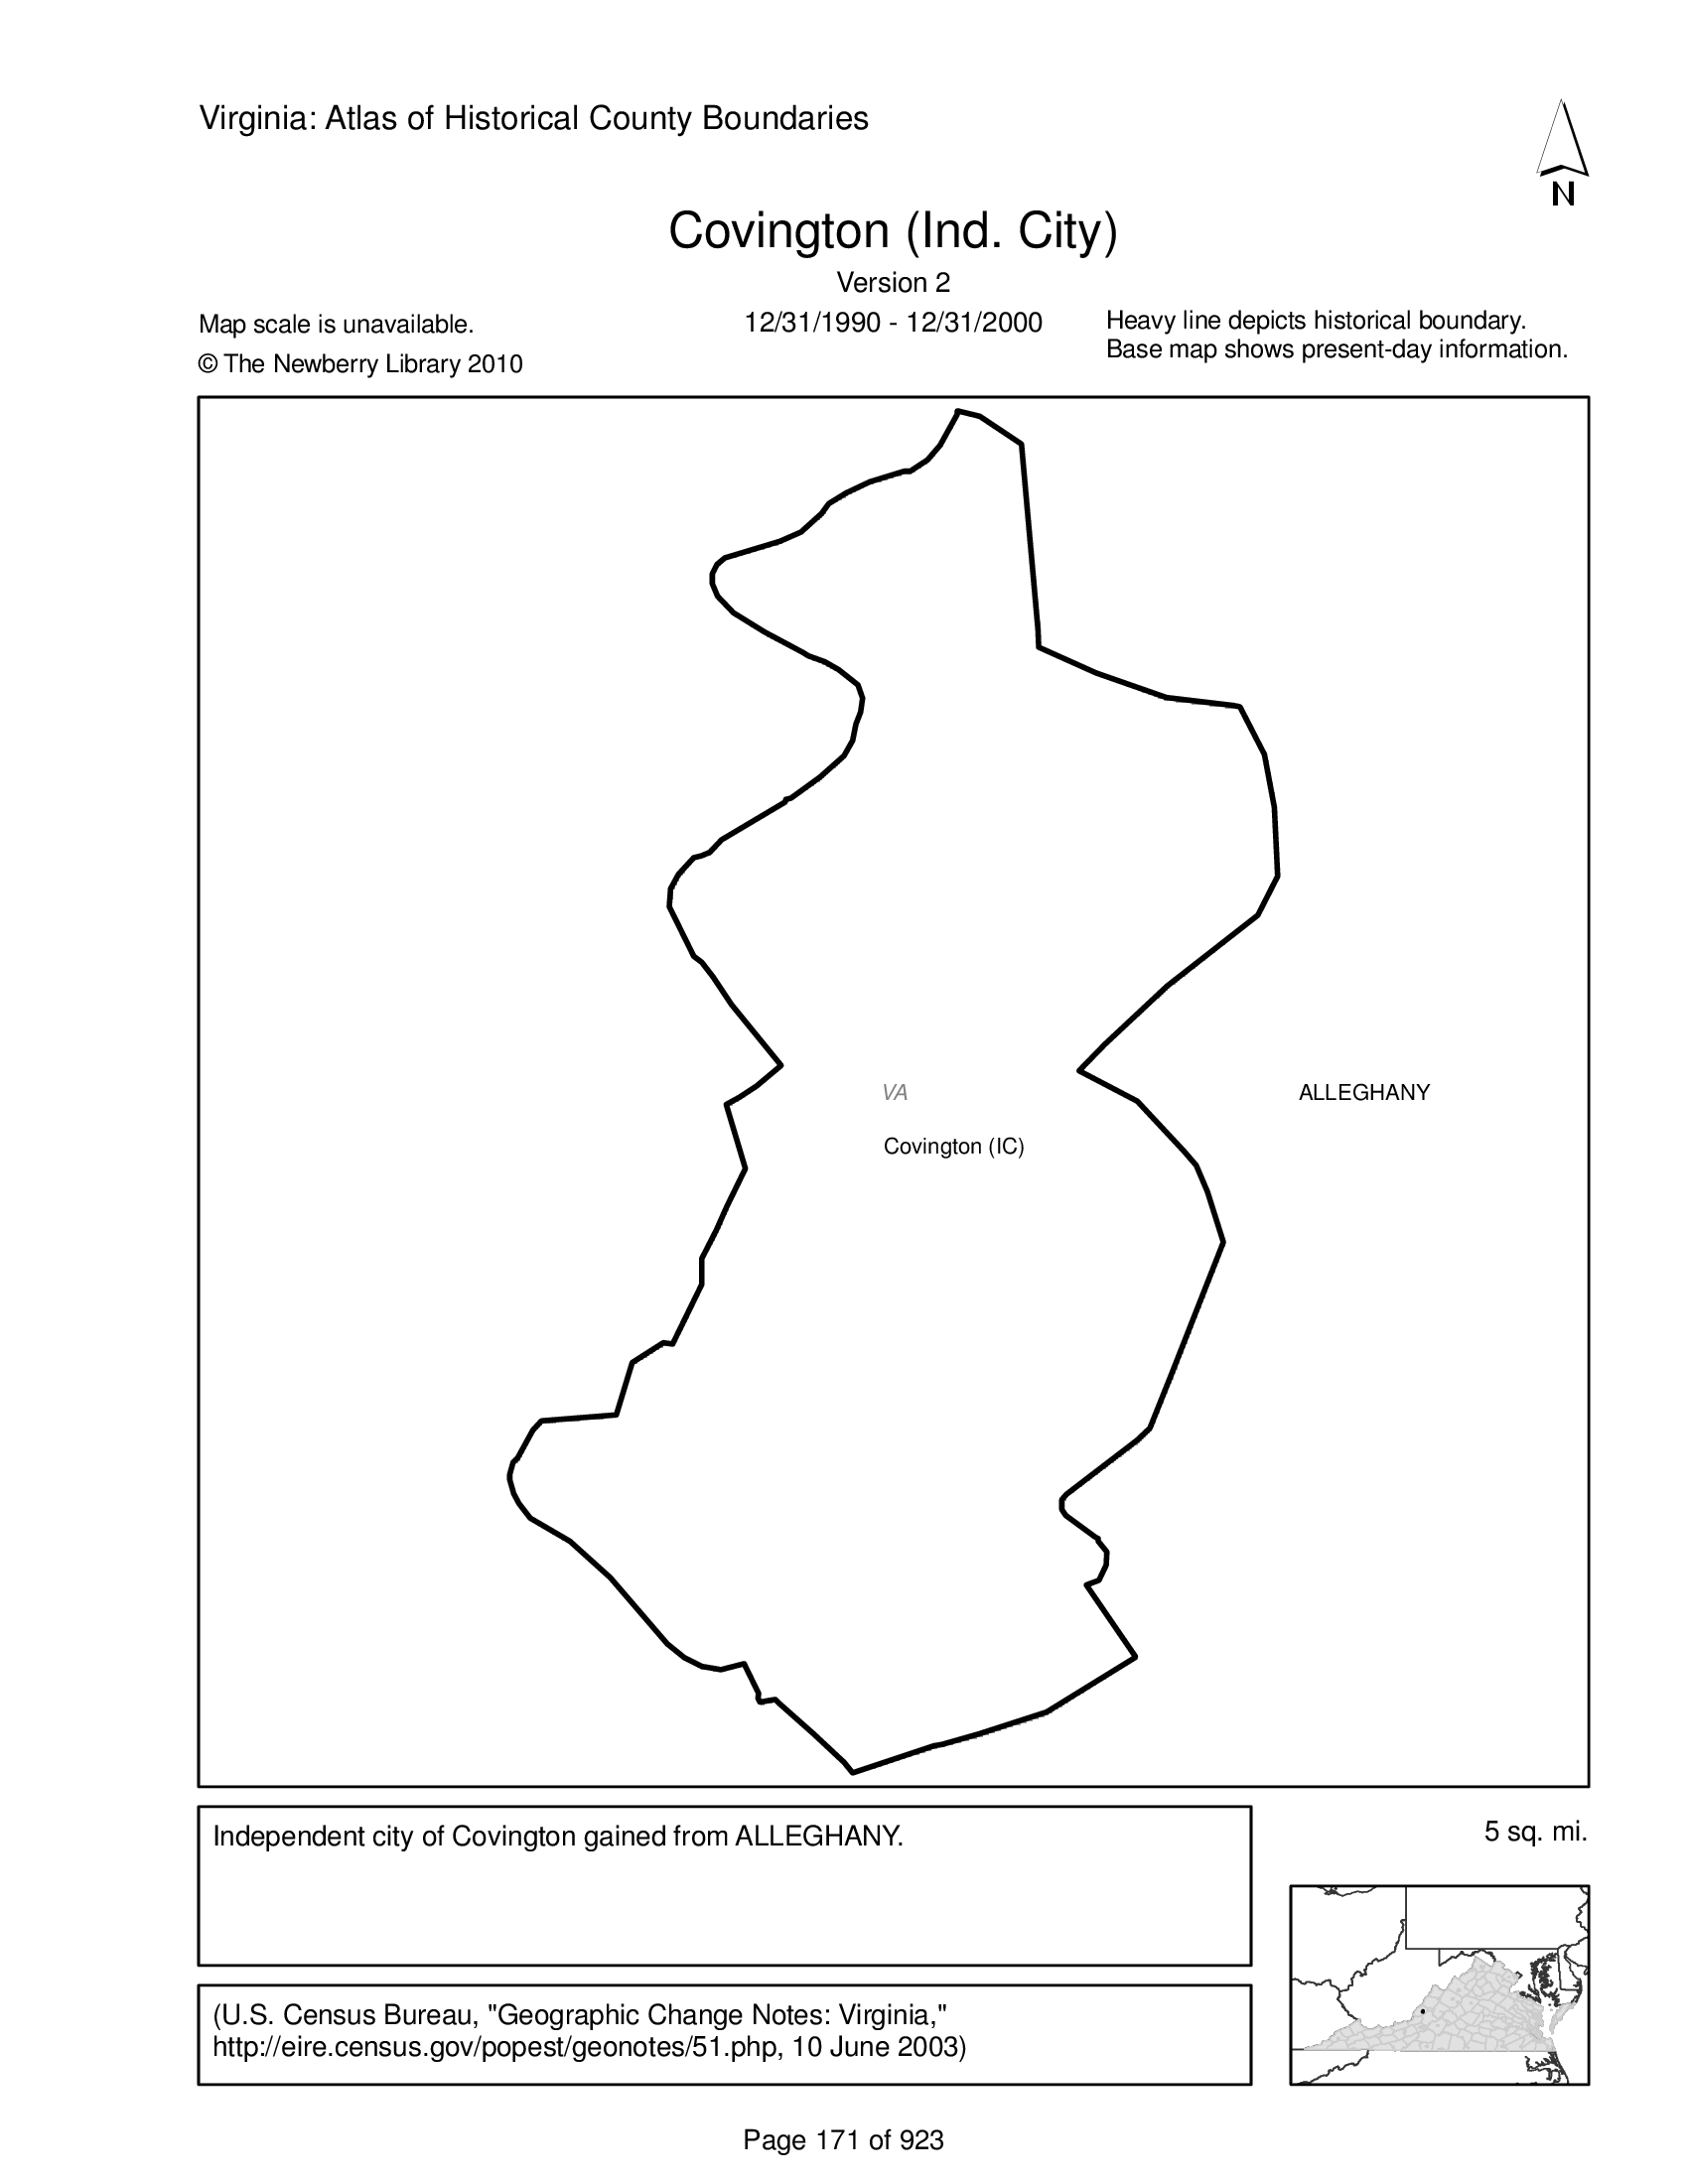 Virginia: Atlas of Historical County Boundaries
N
Covington (Ind. City)
Version 2
Map scale is unavailable.
12/31/1990 - 12/31/2000
Heavy line depicts historical boundary.
Base map shows present-day information.
© The Newberry Library 2010
VA
ALLEGHANY
Covington (IC)
Independent city of Covington gained from ALLEGHANY.
5 sq. mi.
(U.S. Census Bureau, "Geographic Change Notes: Virginia,"
http://eire.census.gov/popest/geonotes/51.php, 10 June 2003)
Page 171 of 923